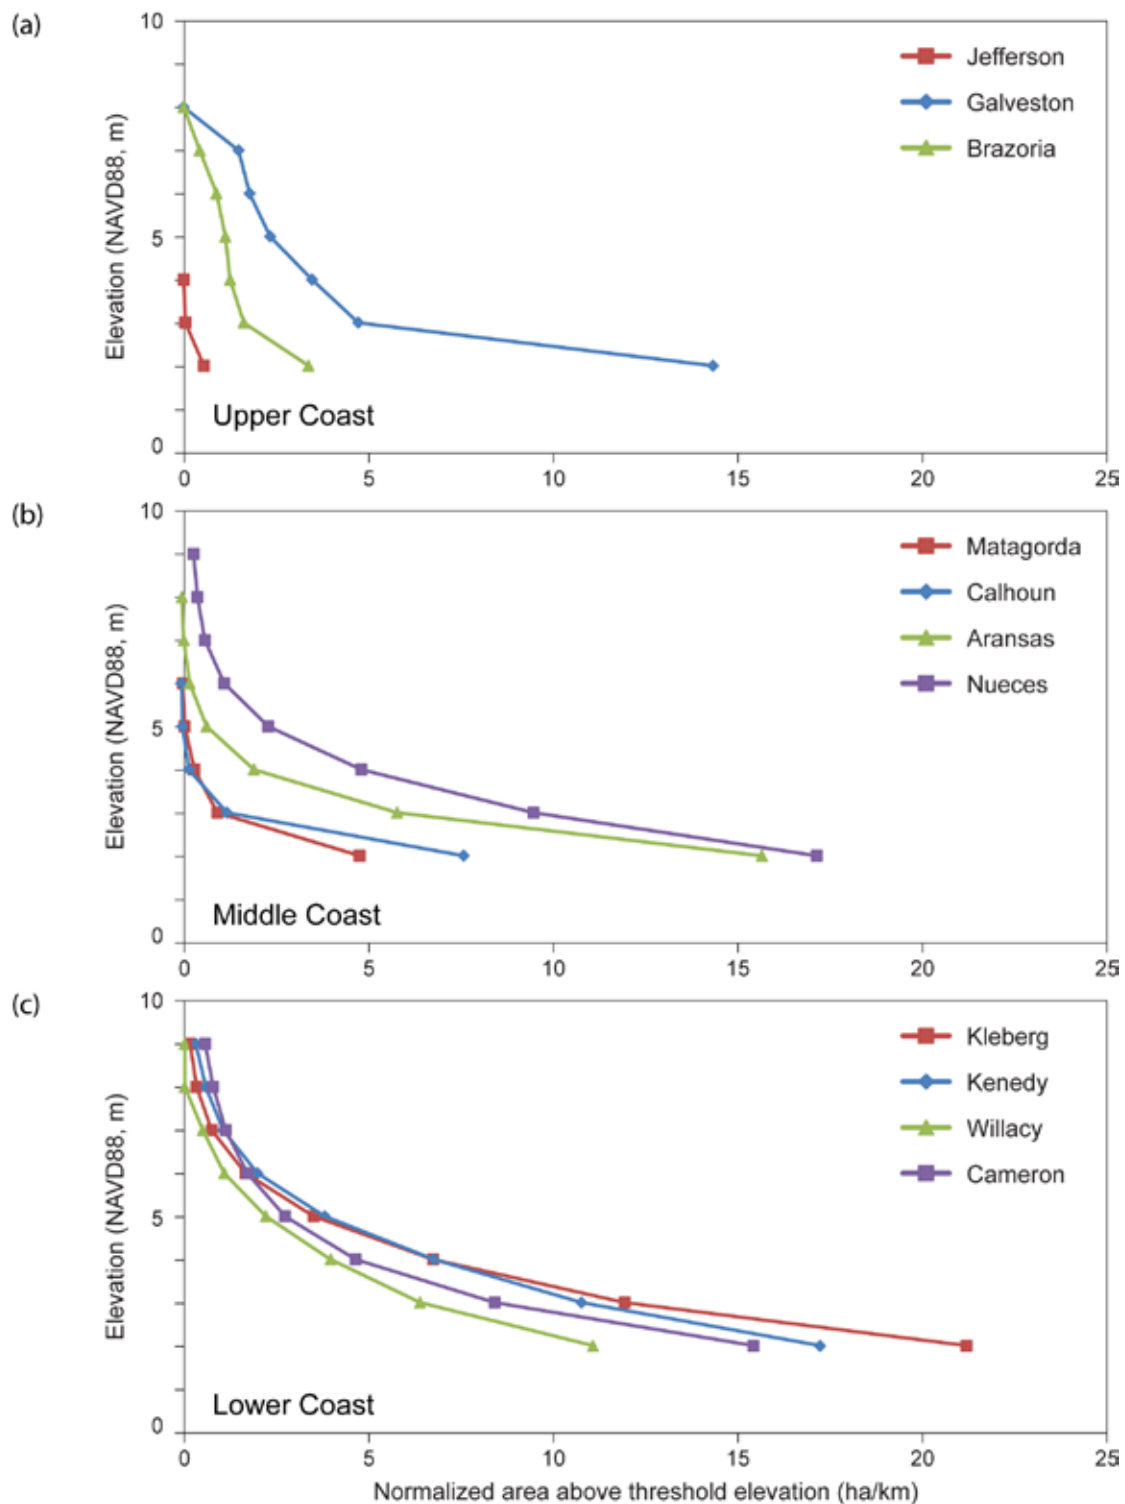 (a)
10
5
0
Elevation (NAVD88, m)
Jefferson
Galveston
Brazoria
Upper Coast
0 5 10 15 20 25
(b)
10
5
0
Elevation (NAVD88, m)
Matagorda
Calhoun
Aransas
Nueces
Middle Coast
0 5 10 15 20 25
(c)
10
5
0
Elevation (NAVD88, m)
Kleberg
Kenedy
Willacy
Cameron
Lower Coast
0 5 10 15 20 25
Normalized area above threshold elevation (ha/km)